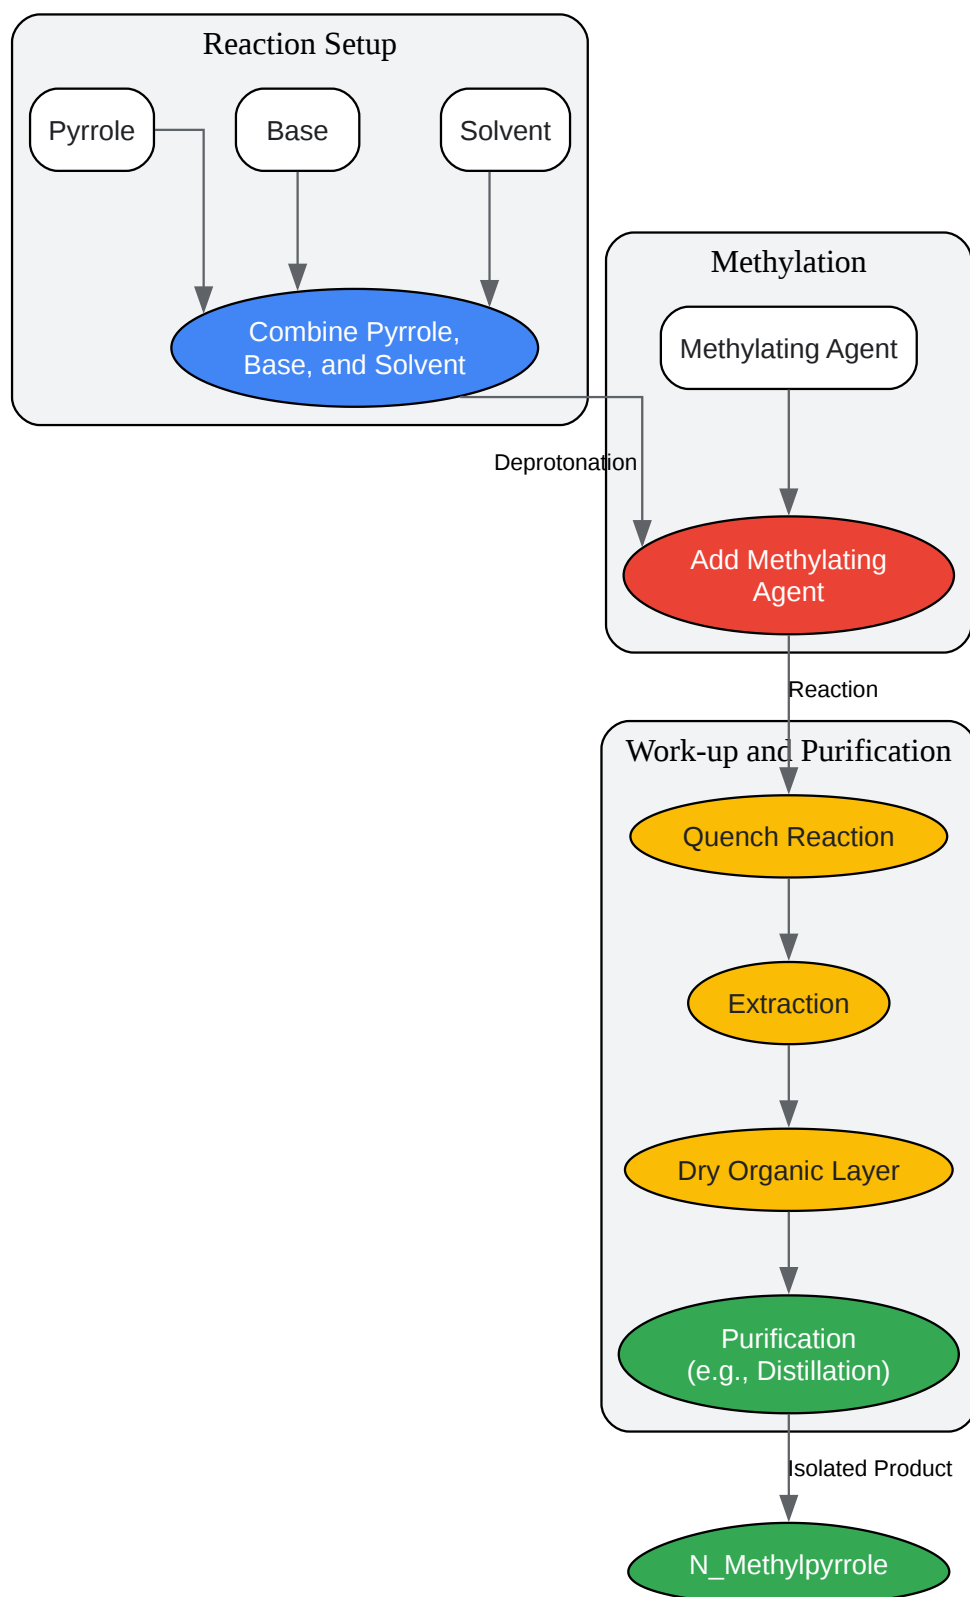 Reaction Setup
Pyrrole
Base
Solvent
Combine Pyrrole,
Base, and Solvent
Methylation
Methylating Agent
Deprotonation
Add Methylating
Agent
Reaction
Work-up and Purification
Quench Reaction
Extraction
Dry Organic Layer
Purification
(e.g., Distillation)
Isolated Product
N_Methylpyrrole